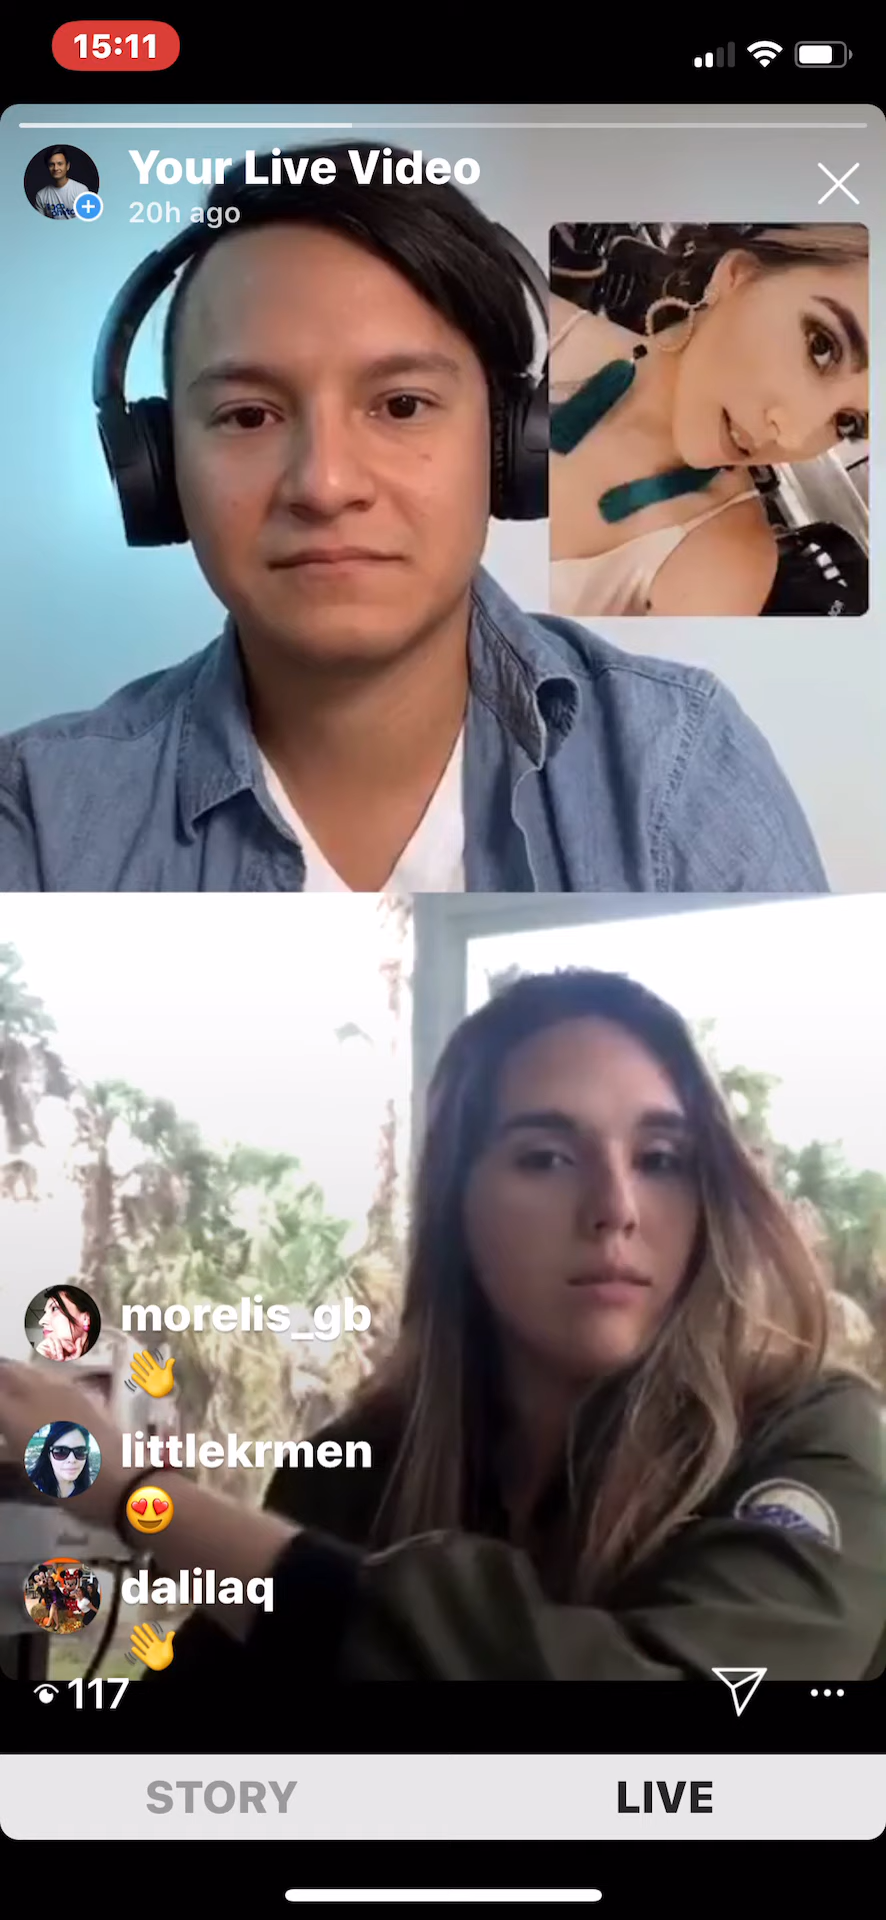 15:11
Your Live Video
20h ago
morelis_gb
👋
littlekrmen
😍
dalilaq
👋
117
STORY
LIVE